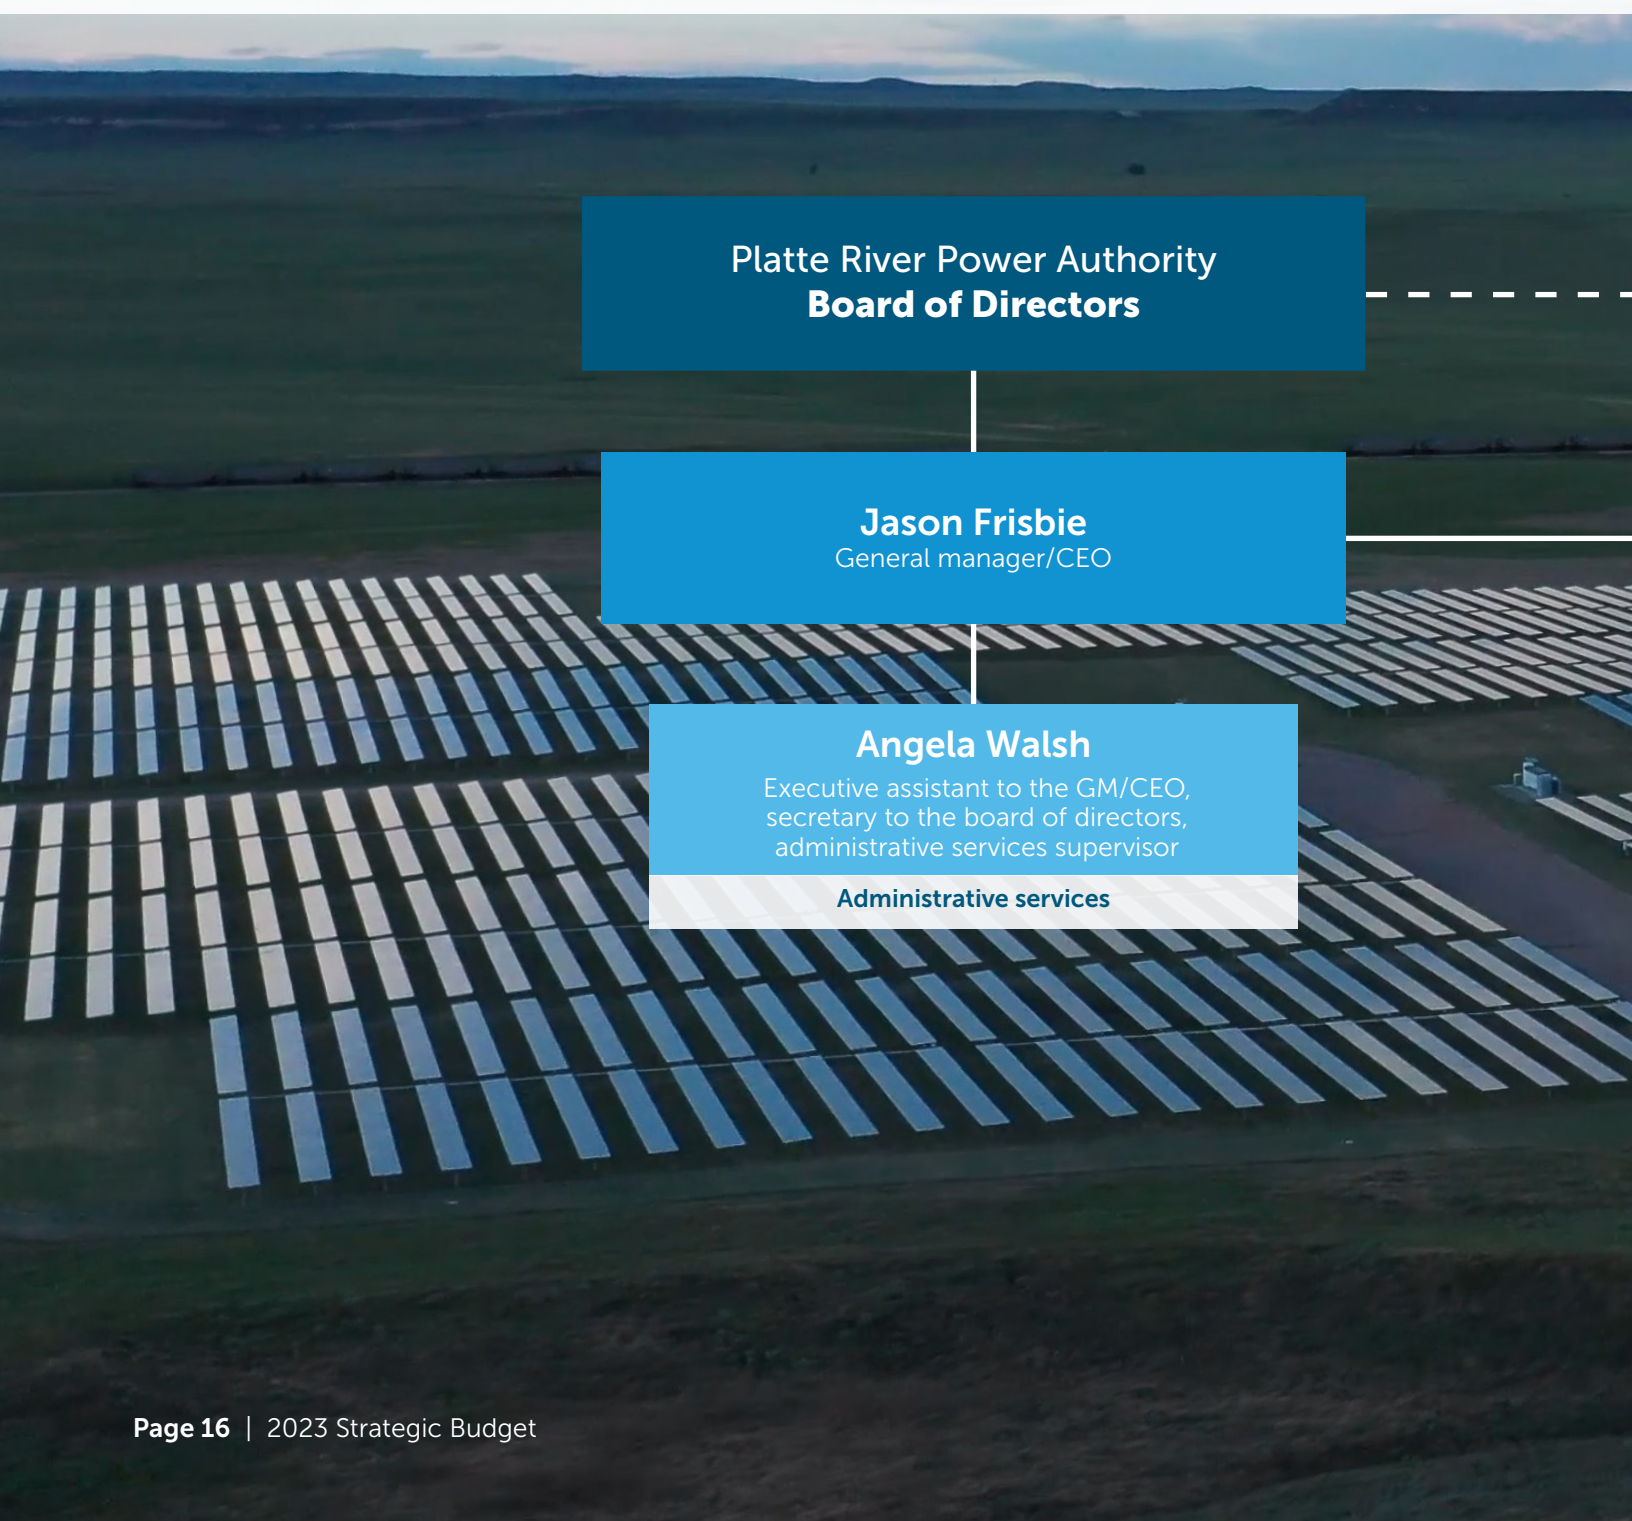 Platte River Power Authority
Board of Directors
Jason Frisbie
General manager/CEO
Angela Walsh
Executive assistant to the GM/CEO,
secretary to the board of directors,
administrative services supervisor
Administrative services
Page 16 | 2023 Strategic Budget